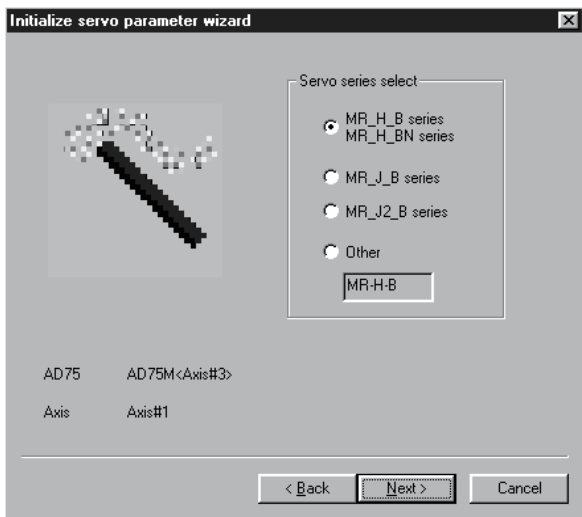 Initialize servo parameter wizard
Servo series select
MR_H_B series
MR_H_BN series
MR_J_B series
MR_J2_B series
Other
MR-H-B
AD75 AD75M<Axis#3>
Axis Axis#1
< Back Next > Cancel